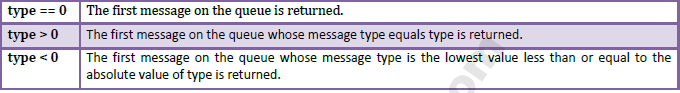 type == 0 The first message on the queue is returned.
type > 0 The first message on the queue whose message type equals type is returned.
type < 0 The first message on the queue whose message type is the lowest value less than or equal to the
absolute value of type is returned.